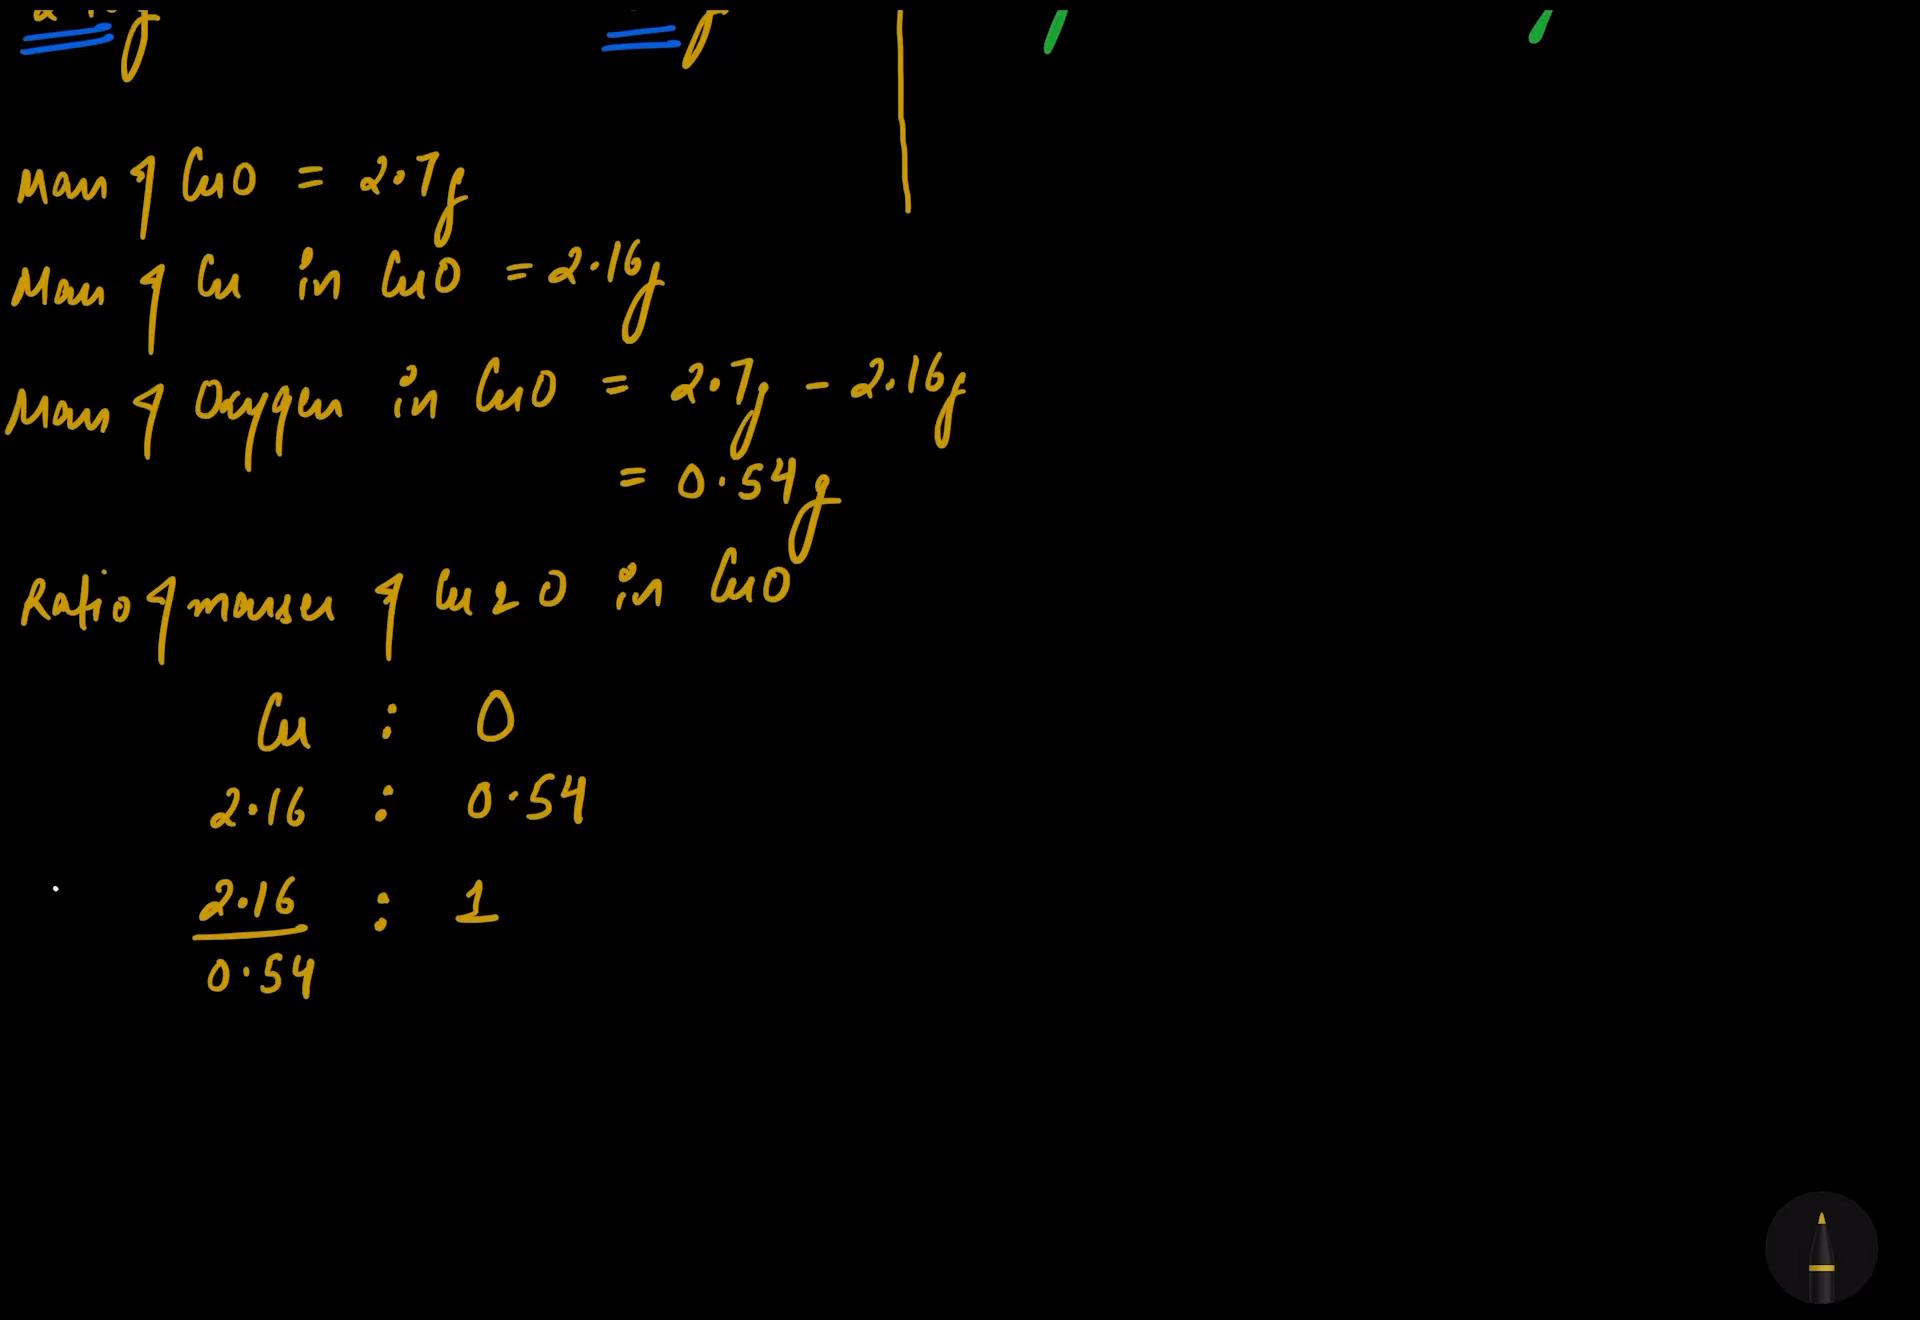 Mass of CuO = 2.7g
Mass of Cu in CuO = 2.16g
Mass of Oxygen in CuO = 2.7g - 2.16g
= 0.54g
Ratio of masses of Cu & O in CuO
Cu : O
2.16 : 0.54
2.16 : 1
0.54